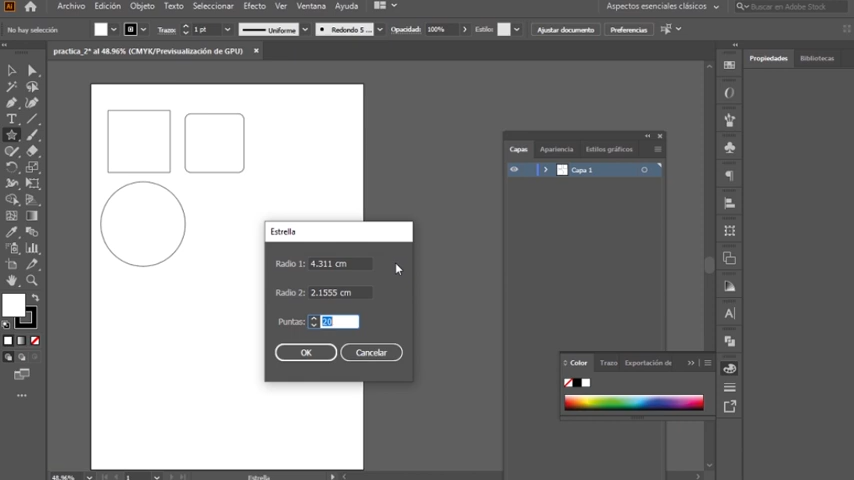 Ai Archivo Edición Objeto Texto Seleccionar Efecto Ver Ventana Ayuda Aspectos esenciales clásicos Buscar en Adobe Stock
No hay selección Trazo: 1 pt Uniforme Redondo 5 ... Opacidad: 100% Estilo: Ajustar documento Preferencias
practica_2* al 48.96% (CMYK/Previsualización de GPU) ×
Propiedades Bibliotecas
Capas Apariencia Estilos gráficos
Capa 1
Estrella
Radio 1: 4.311 cm
Radio 2: 2.1555 cm
Puntas: 20
OK Cancelar
Color Trazo Exportación de
48.96% 1 Estrella